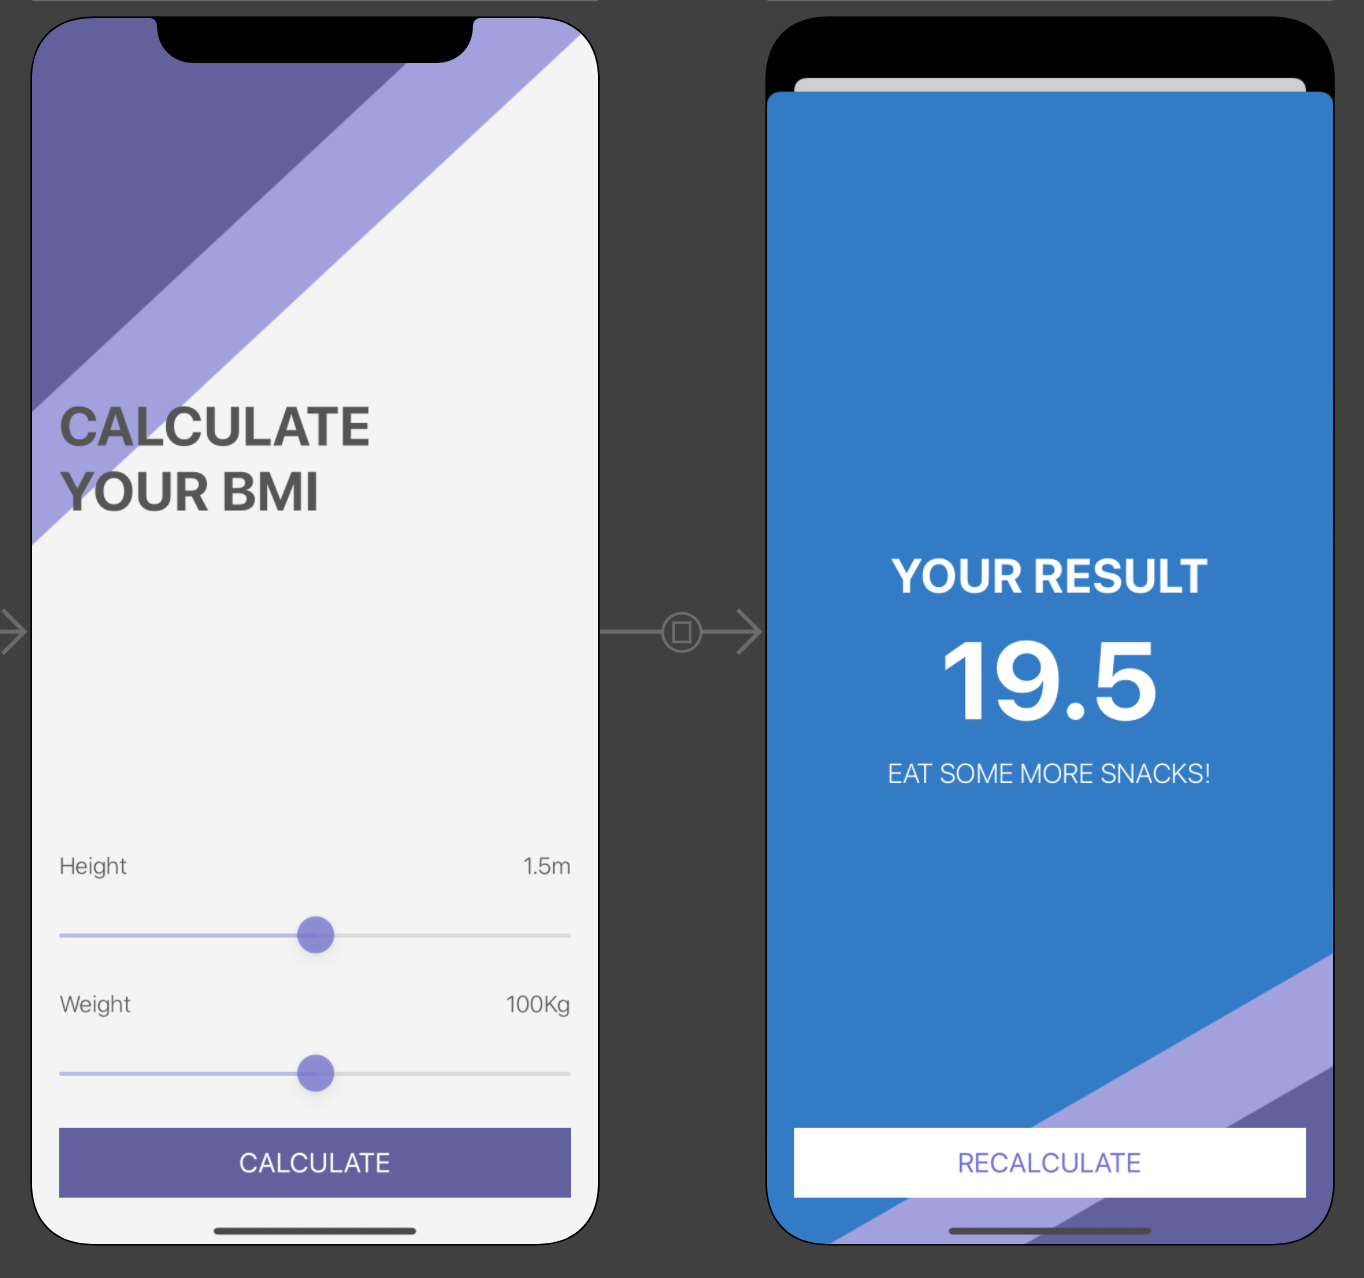 CALCULATE
YOUR BMI
Height 1.5m
Weight 100Kg
CALCULATE
YOUR RESULT
19.5
EAT SOME MORE SNACKS!
RECALCULATE